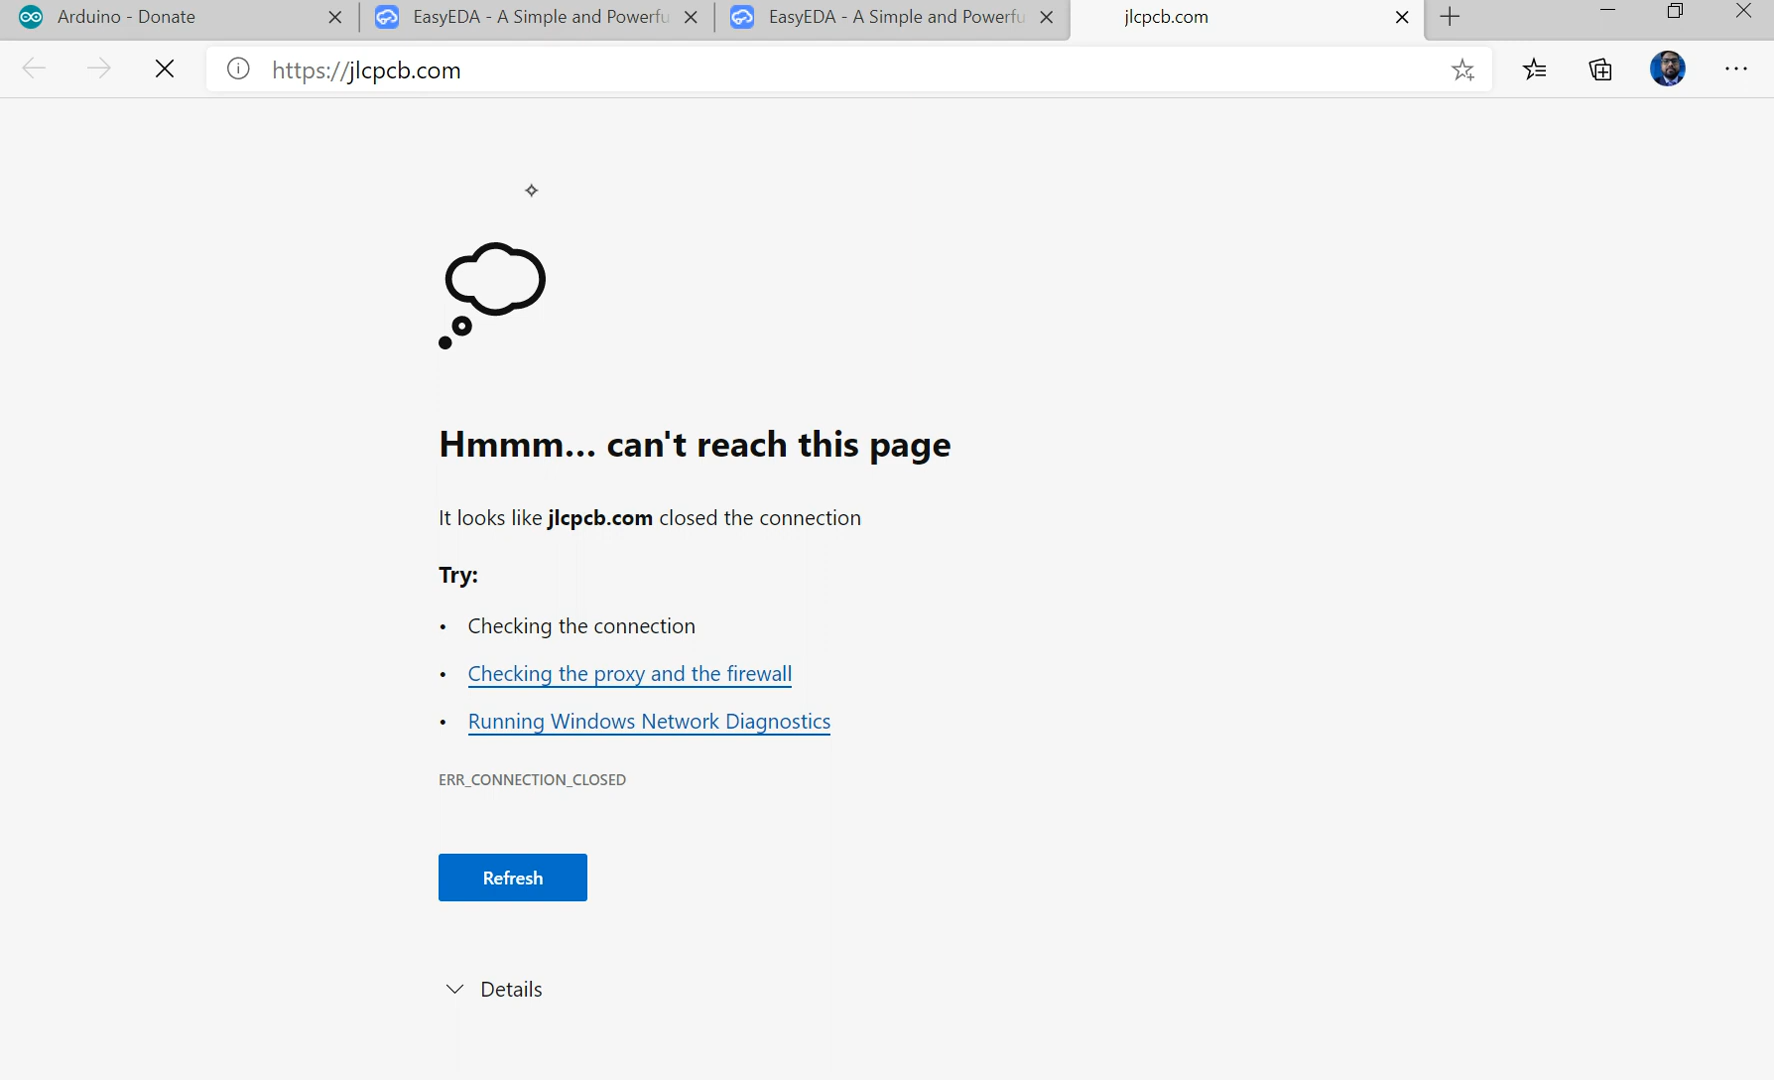 Arduino - Donate
EasyEDA - A Simple and Powerfu
EasyEDA - A Simple and Powerfu
jlcpcb.com
https://jlcpcb.com
Hmmm... can't reach this page
It looks like jlcpcb.com closed the connection
Try:
• Checking the connection
• Checking the proxy and the firewall
• Running Windows Network Diagnostics
ERR_CONNECTION_CLOSED
Refresh
Details